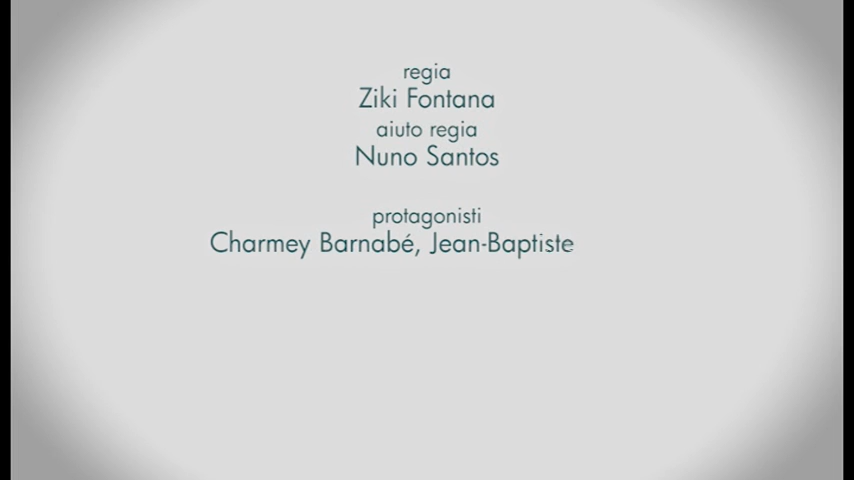 regia
Ziki Fontana
aiuto regia
Nuno Santos
protagonisti
Charmey Barnabé, Jean-Baptiste